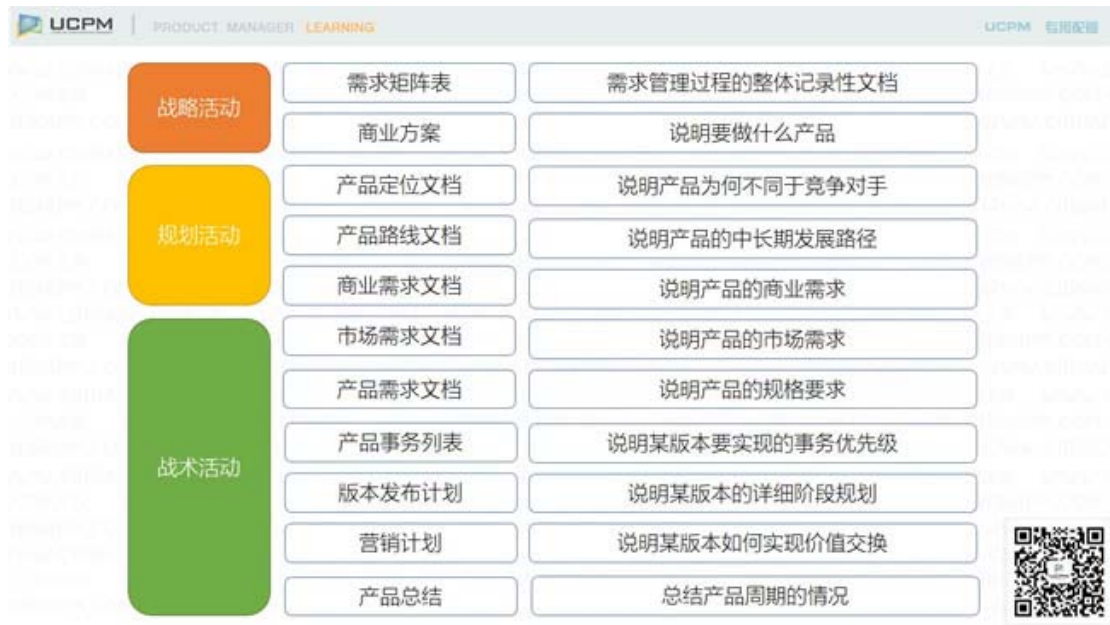 UCPM PRODUCT MANAGER LEARNING UCPM
战略活动
需求矩阵表 需求管理过程的整体记录性文档
商业方案 说明要做什么产品
规划活动
产品定位文档 说明产品为何不同于竞争对手
产品路线文档 说明产品的中长期发展路径
商业需求文档 说明产品的商业需求
战术活动
市场需求文档 说明产品的市场需求
产品需求文档 说明产品的规格要求
产品事务列表 说明某版本要实现的事务优先级
版本发布计划 说明某版本的详细阶段规划
营销计划 说明某版本如何实现价值交换
产品总结 总结产品周期的情况